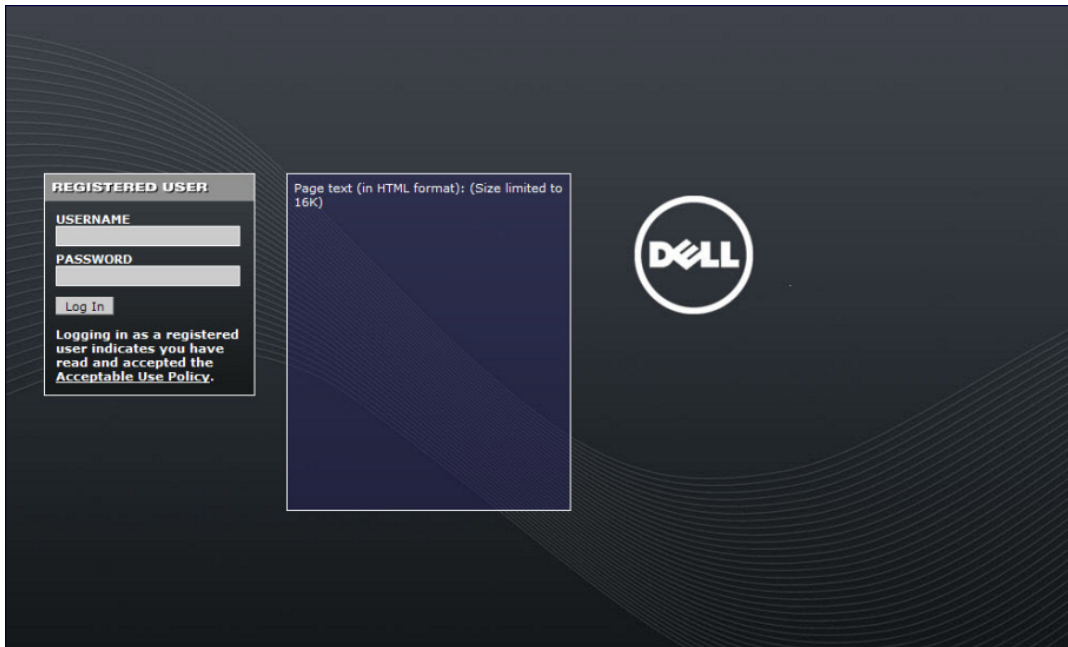 REGISTERED USER
USERNAME
PASSWORD
Log In
Logging in as a registered
user indicates you have
read and accepted the
Acceptable Use Policy.
Page text (in HTML format): (Size limited to
16K)
DELL